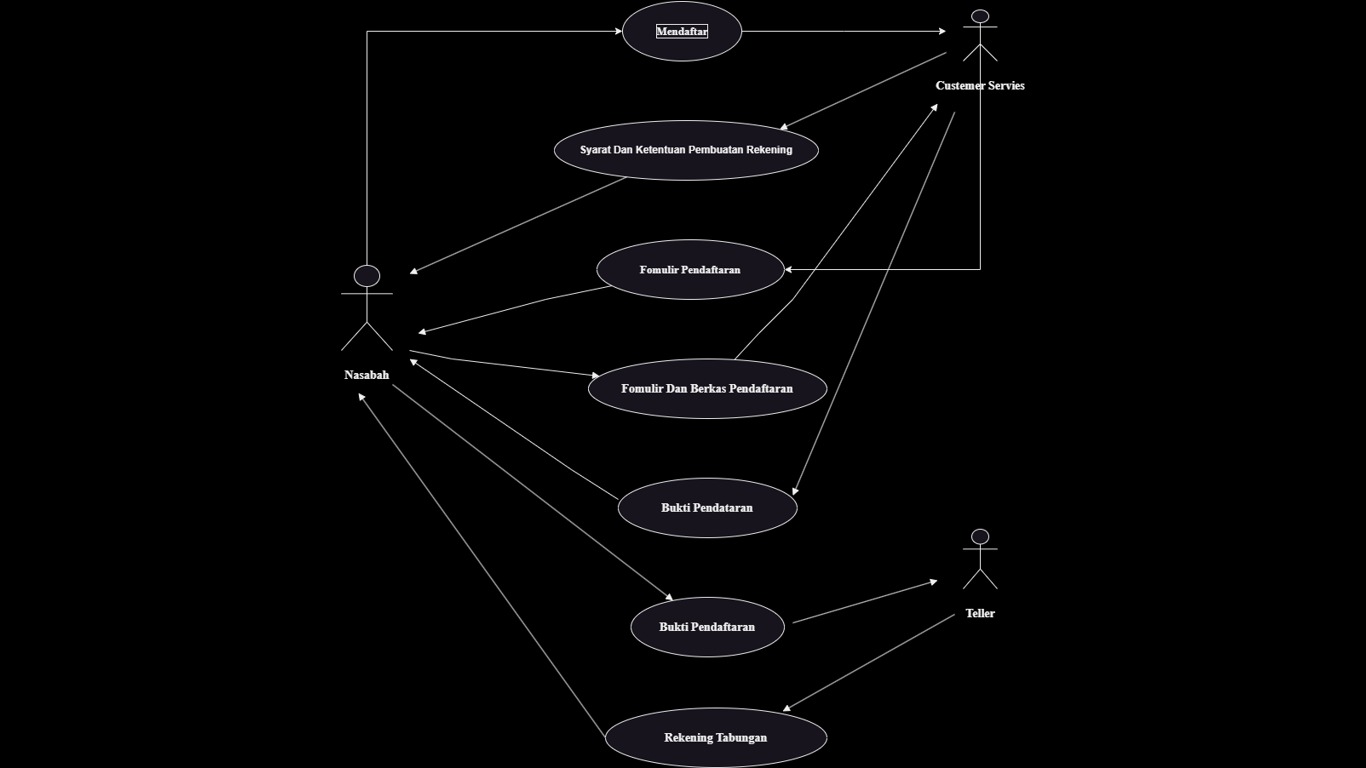 Mendaftar
Custemer Servies
Syarat Dan Ketentuan Pembuatan Rekening
Fomulir Pendaftaran
Nasabah
Fomulir Dan Berkas Pendaftaran
Bukti Pendataran
Bukti Pendaftaran
Teller
Rekening Tabungan